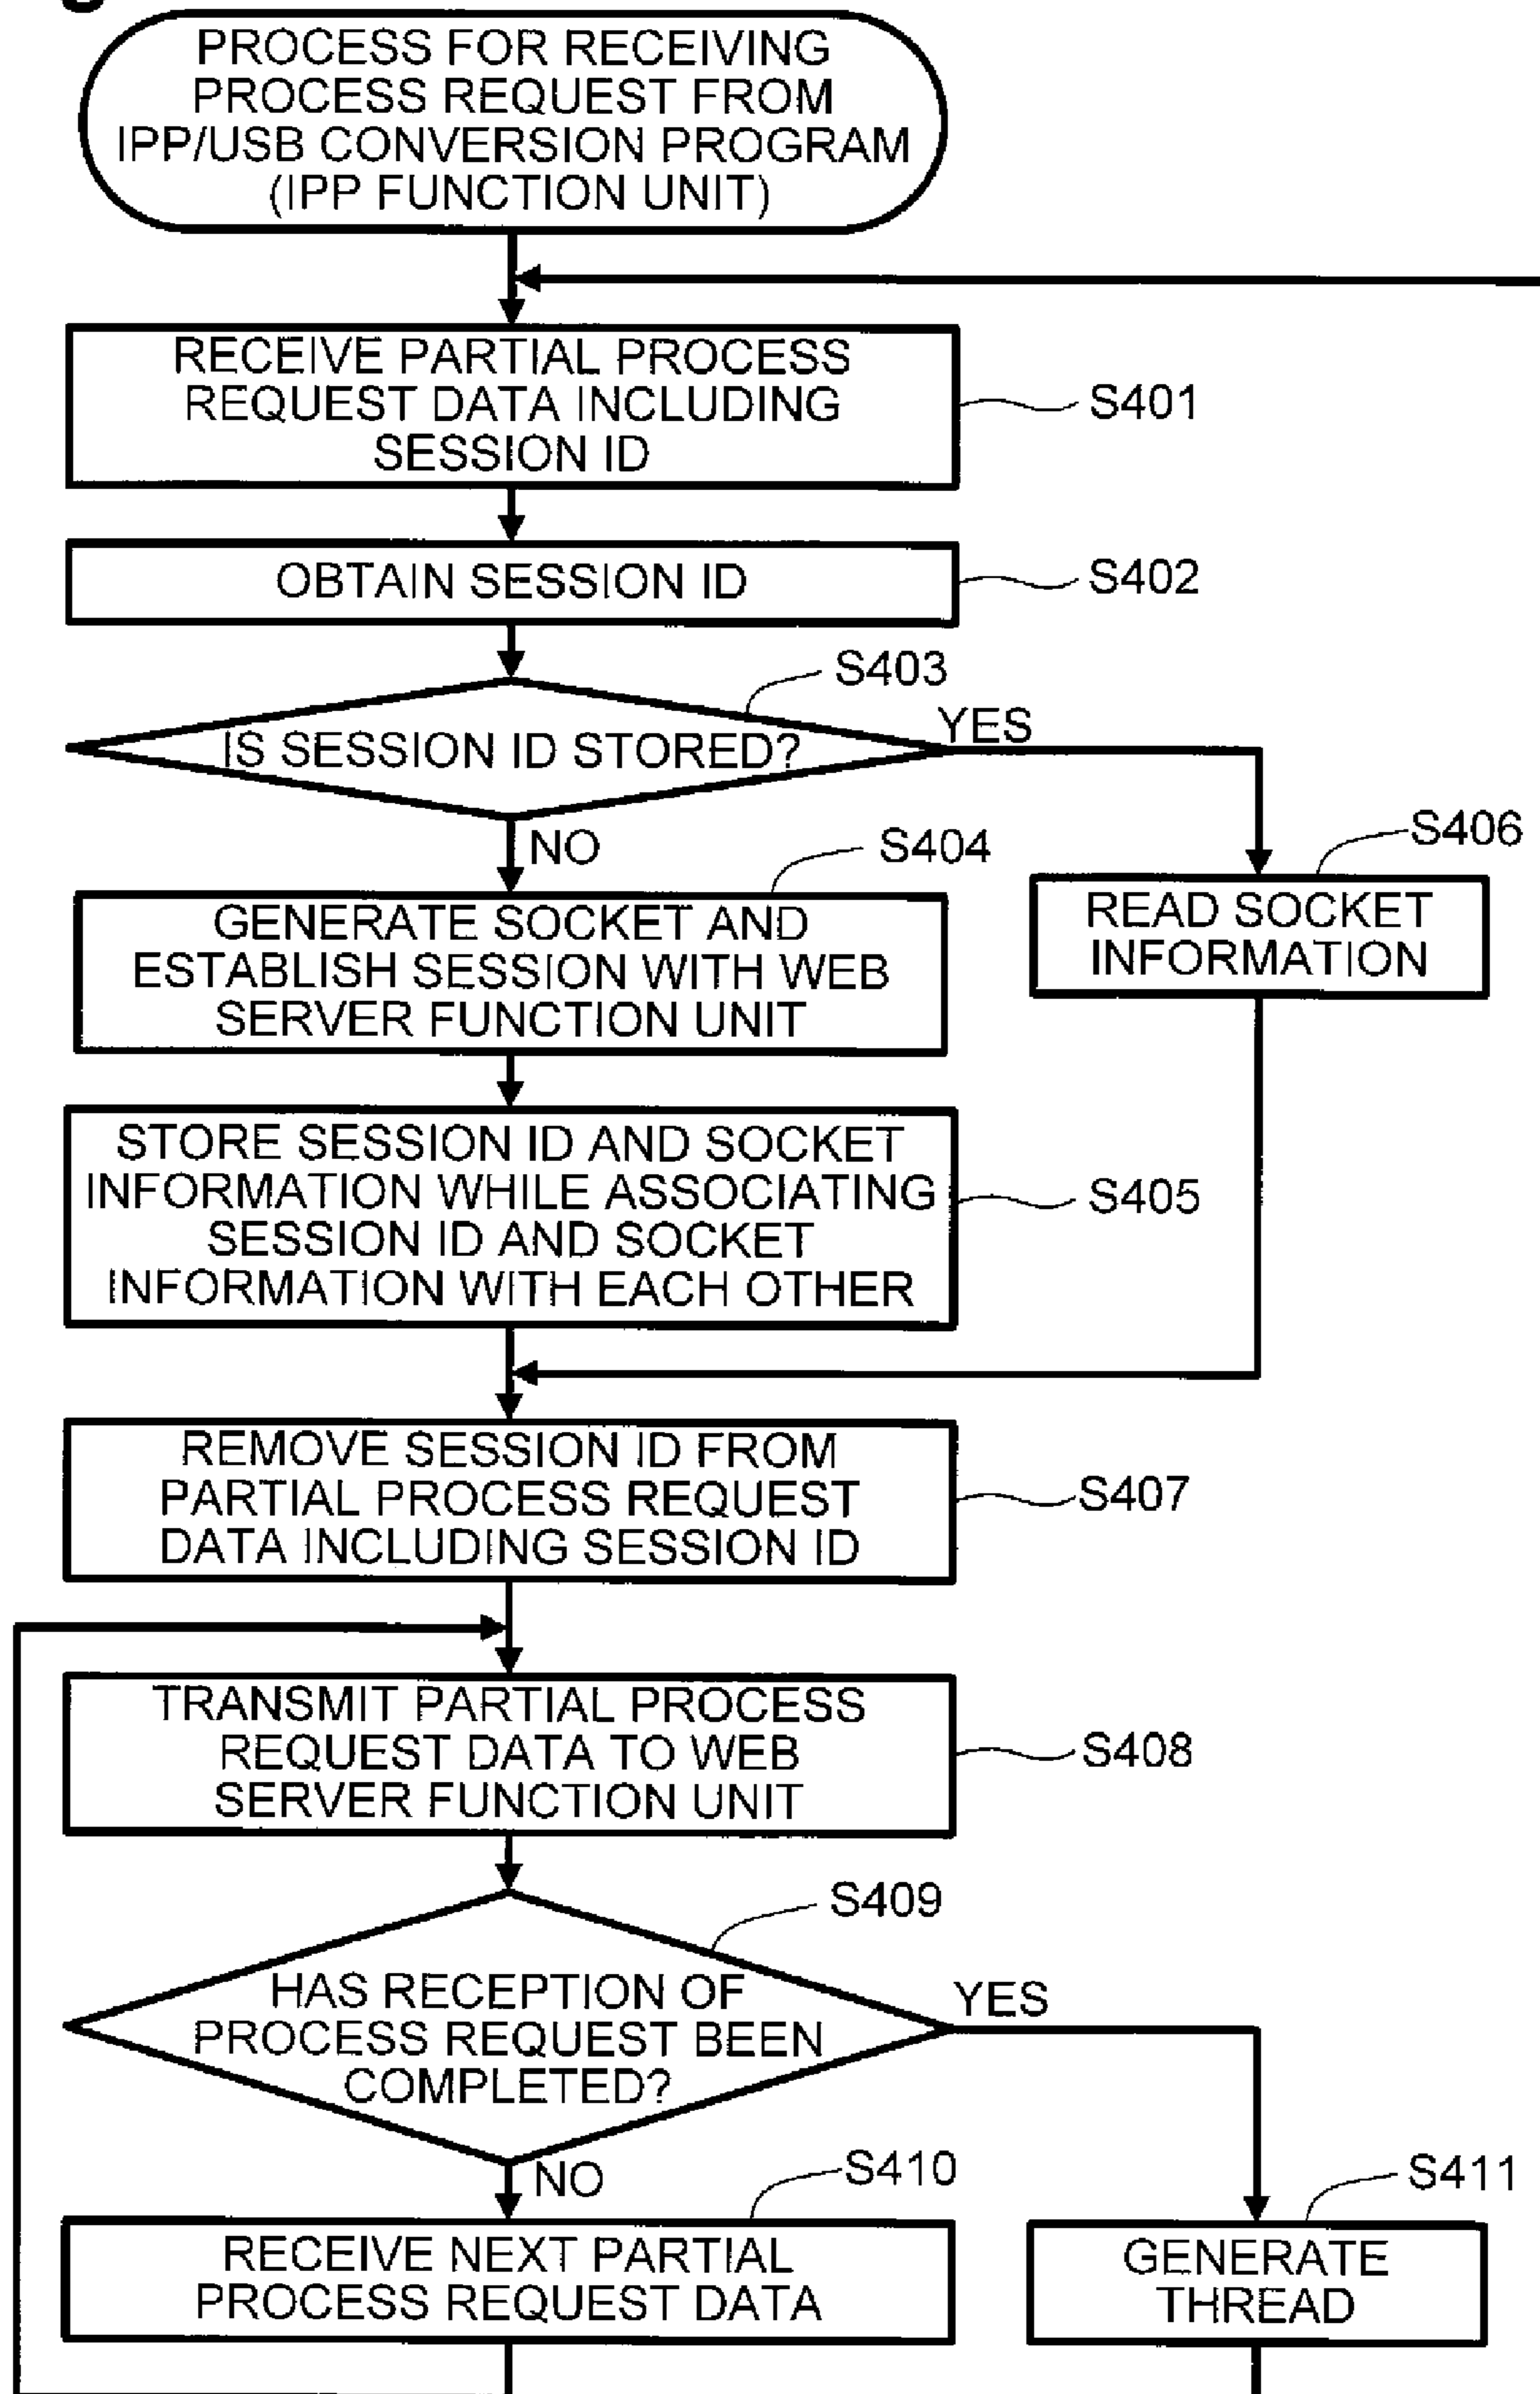 PROCESS FOR RECEIVING
PROCESS REQUEST FROM
IPP/USB CONVERSION PROGRAM
(IPP FUNCTION UNIT)
RECEIVE PARTIAL PROCESS
REQUEST DATA INCLUDING
SESSION ID
S401
OBTAIN SESSION ID
S402
S403
IS SESSION ID STORED?
YES
NO
S404
GENERATE SOCKET AND
ESTABLISH SESSION WITH WEB
SERVER FUNCTION UNIT
S406
READ SOCKET
INFORMATION
STORE SESSION ID AND SOCKET
INFORMATION WHILE ASSOCIATING
SESSION ID AND SOCKET
INFORMATION WITH EACH OTHER
S405
REMOVE SESSION ID FROM
PARTIAL PROCESS REQUEST
DATA INCLUDING SESSION ID
S407
TRANSMIT PARTIAL PROCESS
REQUEST DATA TO WEB
SERVER FUNCTION UNIT
S408
S409
HAS RECEPTION OF
PROCESS REQUEST BEEN
COMPLETED?
YES
NO
S410
RECEIVE NEXT PARTIAL
PROCESS REQUEST DATA
S411
GENERATE
THREAD